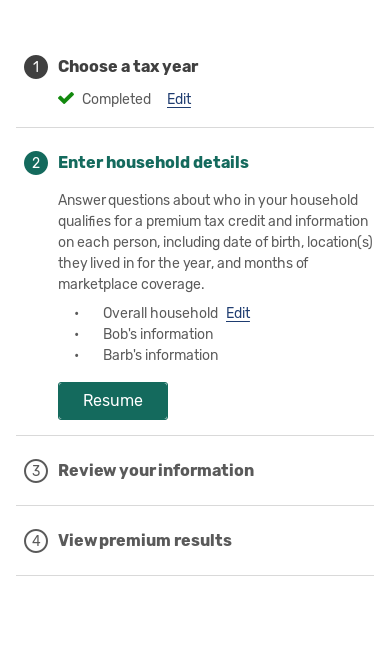 1 Choose a tax year
Completed Edit
2 Enter household details
Answer questions about who in your household
qualifies for a premium tax credit and information
on each person, including date of birth, location(s)
they lived in for the year, and months of
marketplace coverage.
• Overall household Edit
• Bob's information
• Barb's information
Resume
3 Review your information
4 View premium results